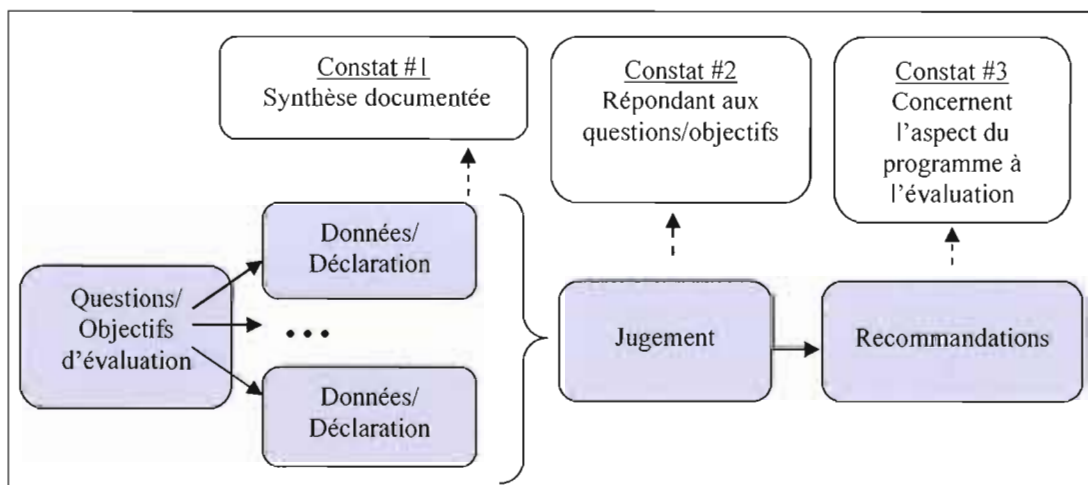 Constat #1
Synthèse documentée
Constat #2
Répondant aux
questions/objectifs
Constat #3
Concernent
l'aspect du
programme à
l'évaluation
Questions/
Objectifs
d'évaluation
Données/
Déclaration
...
Données/
Déclaration
Jugement
Recommandations